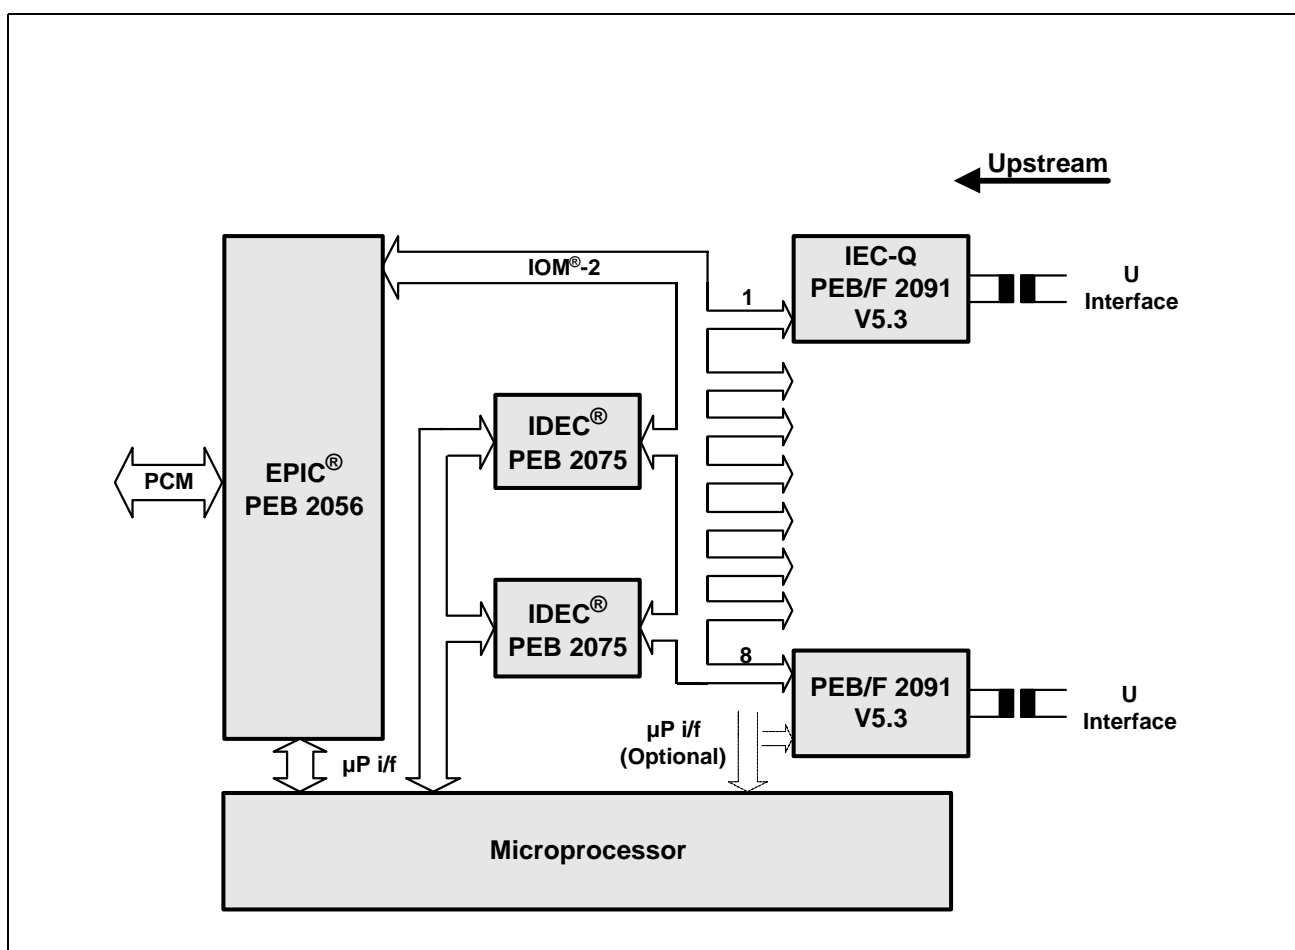 Upstream
IEC-Q
PEB/F 2091
V5.3
U
Interface
IOM®-2
1
IDEC®
PEB 2075
EPIC®
PEB 2056
PCM
IDEC®
PEB 2075
8
PEB/F 2091
V5.3
U
Interface
µP i/f
µP i/f
(Optional)
Microprocessor